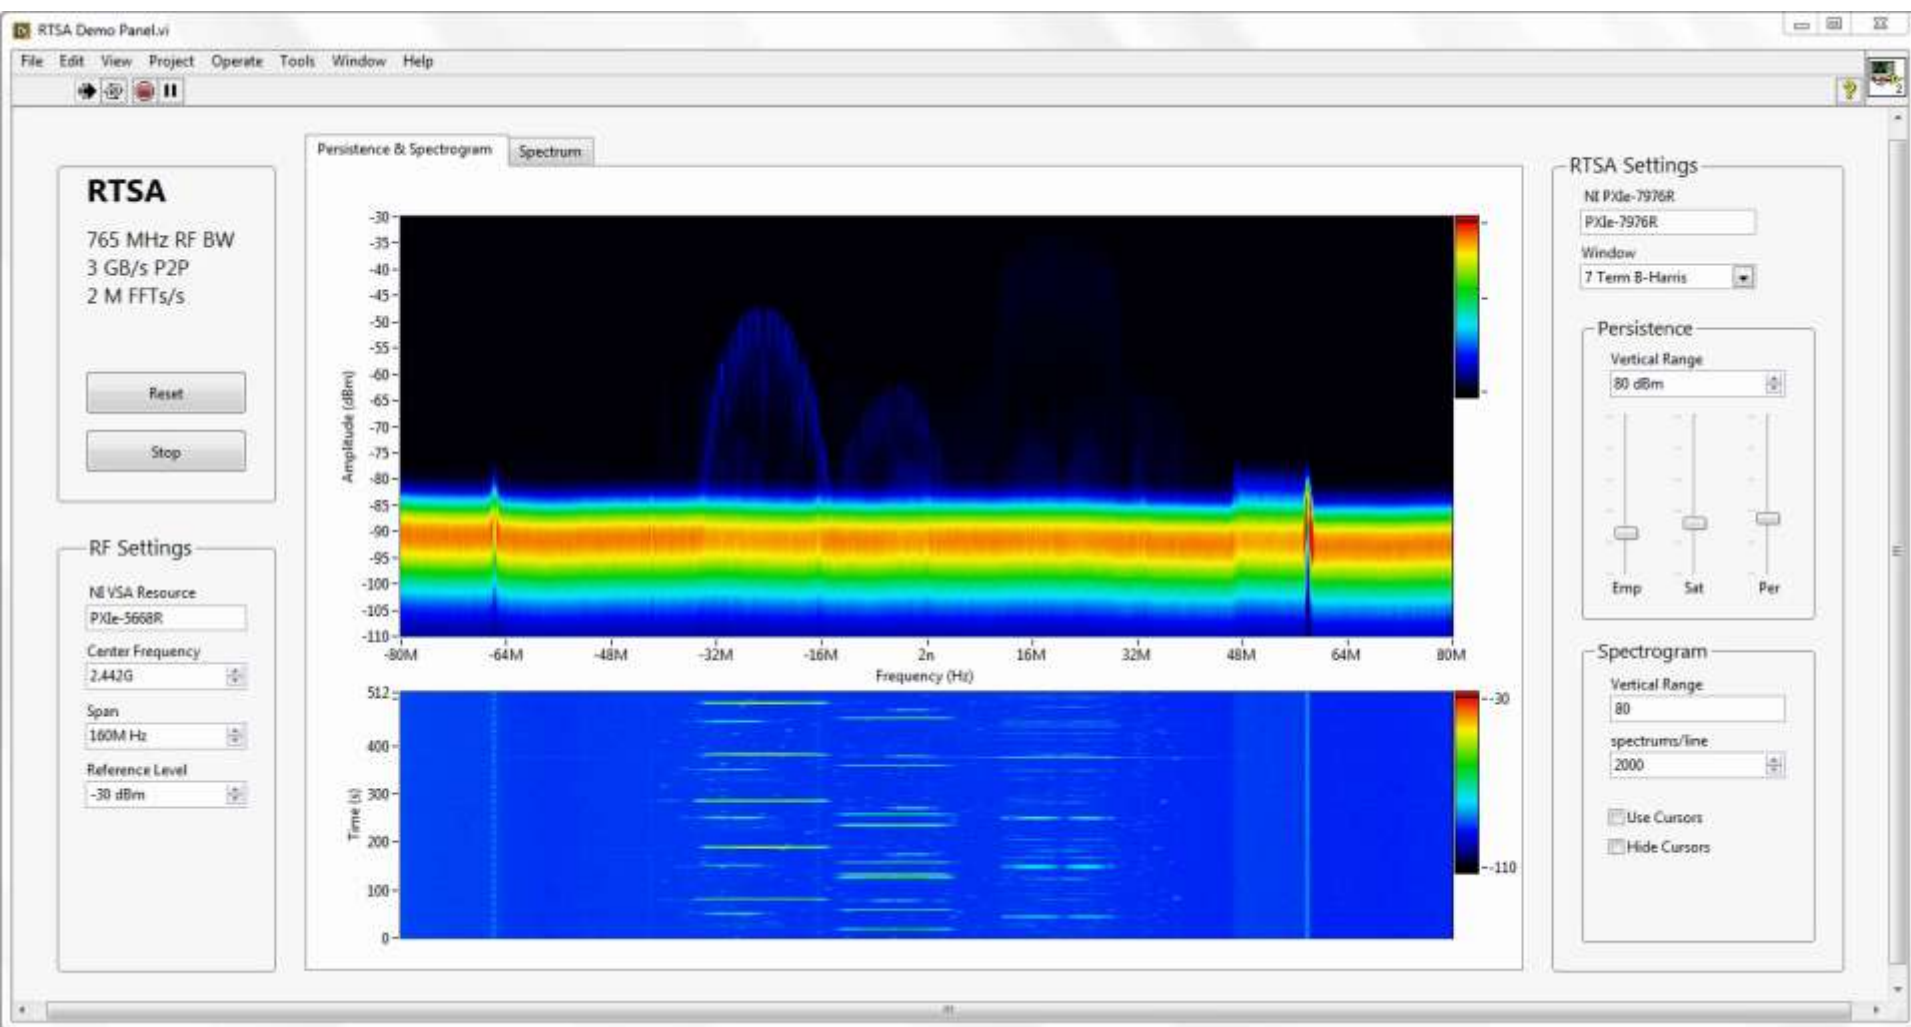 RTSA Demo Panel.vi
File Edit View Project Operate Tools Window Help
2
RTSA
765 MHz RF BW
3 GB/s P2P
2 M FFTs/s
Reset
Stop
RF Settings
NI VSA Resource
PXIe-5668R
Center Frequency
2.442G
Span
160M Hz
Reference Level
-30 dBm
Persistence & Spectrogram
Spectrum
Amplitude (dBm)
-30
-35
-40
-45
-50
-55
-60
-65
-70
-75
-80
-85
-90
-95
-100
-105
-110
-80M -64M -48M -32M -16M 2n 16M 32M 48M 64M 80M
Frequency (Hz)
Time (s)
512
400
300
200
100
0
-30
-110
RTSA Settings
NI PXIe-7976R
PXIe-7976R
Window
7 Term B-Harris
Persistence
Vertical Range
80 dBm
Emp Sat Per
Spectrogram
Vertical Range
80
spectrums/line
2000
Use Cursors
Hide Cursors